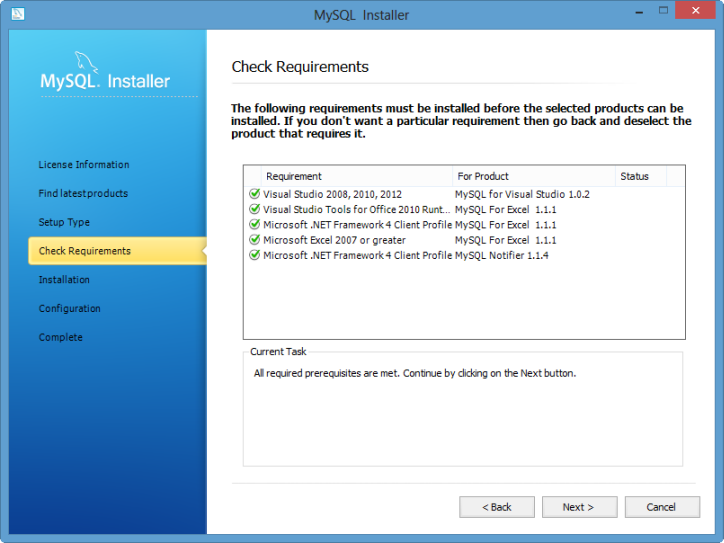 MySQL Installer
MySQL. Installer
License Information
Find latestproducts
Setup Type
Check Requirements
Installation
Configuration
Complete
Check Requirements
The following requirements must be installed before the selected products can be
installed. If you don't want a particular requirement then go back and deselect the
product that requires it.
Requirement For Product Status
Visual Studio 2008, 2010, 2012 MySQL for Visual Studio 1.0.2
Visual Studio Tools for Office 2010 Runt... MySQL For Excel 1.1.1
Microsoft .NET Framework 4 Client Profile MySQL For Excel 1.1.1
Microsoft Excel 2007 or greater MySQL For Excel 1.1.1
Microsoft .NET Framework 4 Client Profile MySQL Notifier 1.1.4
Current Task
All required prerequisites are met. Continue by clicking on the Next button.
< Back Next > Cancel